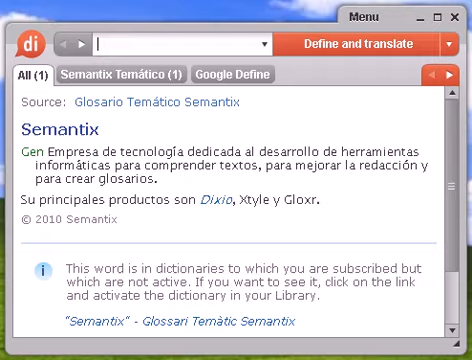 Menu
di
Define and translate
All (1) Semantix Temático (1) Google Define
Source: Glosario Temático Semantix
Semantix
Gen Empresa de tecnología dedicada al desarrollo de herramientas
informáticas para comprender textos, para mejorar la redacción y
para crear glosarios.
Su principales productos son Dixio, Xtyle y Gloxr.
© 2010 Semantix
i
This word is in dictionaries to which you are subscribed but
which are not active. If you want to see it, click on the link
and activate the dictionary in your Library.
"Semantix" - Glossari Temàtic Semantix